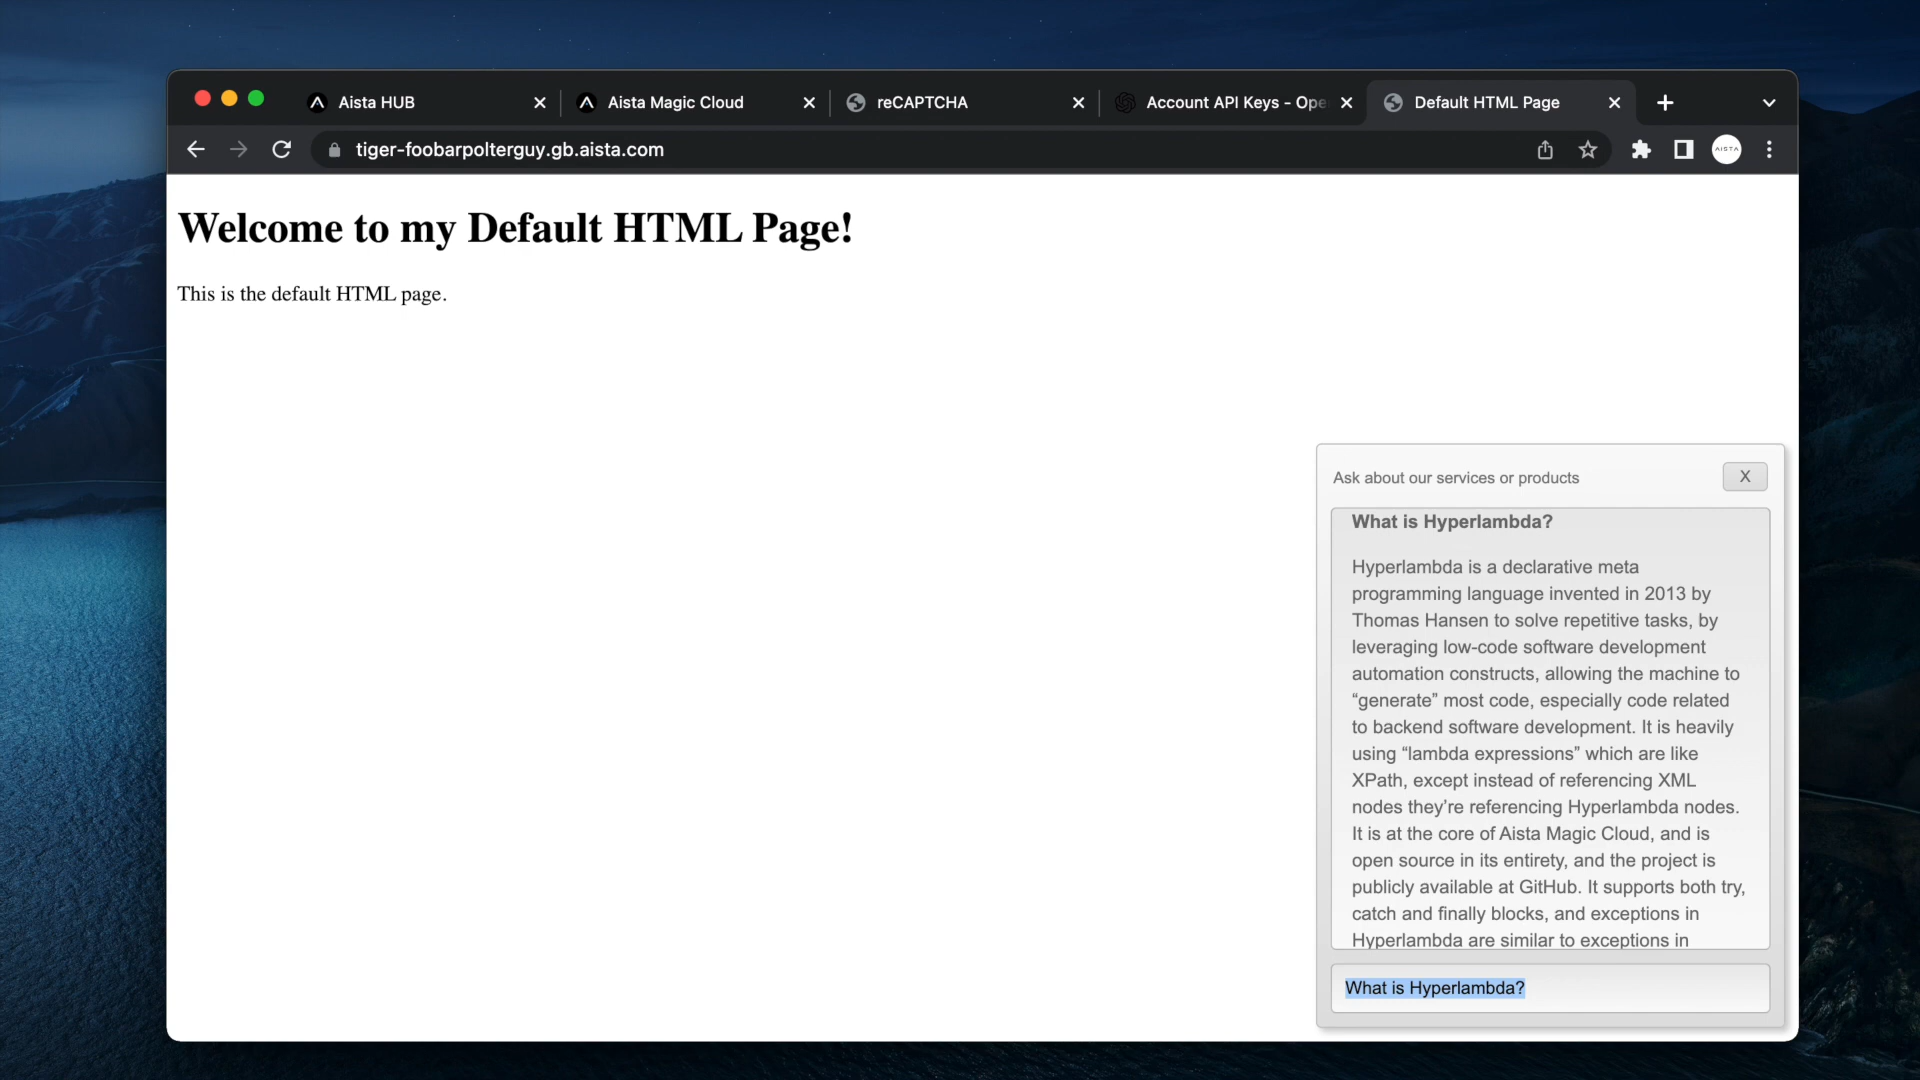 Aista HUB
Aista Magic Cloud
reCAPTCHA
Account API Keys - Ope
Default HTML Page
tiger-foobarpolterguy.gb.aista.com
AISTA
Welcome to my Default HTML Page!
This is the default HTML page.
Ask about our services or products
X
What is Hyperlambda?
Hyperlambda is a declarative meta
programming language invented in 2013 by
Thomas Hansen to solve repetitive tasks, by
leveraging low-code software development
automation constructs, allowing the machine to
“generate” most code, especially code related
to backend software development. It is heavily
using “lambda expressions” which are like
XPath, except instead of referencing XML
nodes they’re referencing Hyperlambda nodes.
It is at the core of Aista Magic Cloud, and is
open source in its entirety, and the project is
publicly available at GitHub. It supports both try,
catch and finally blocks, and exceptions in
Hyperlambda are similar to exceptions in
What is Hyperlambda?